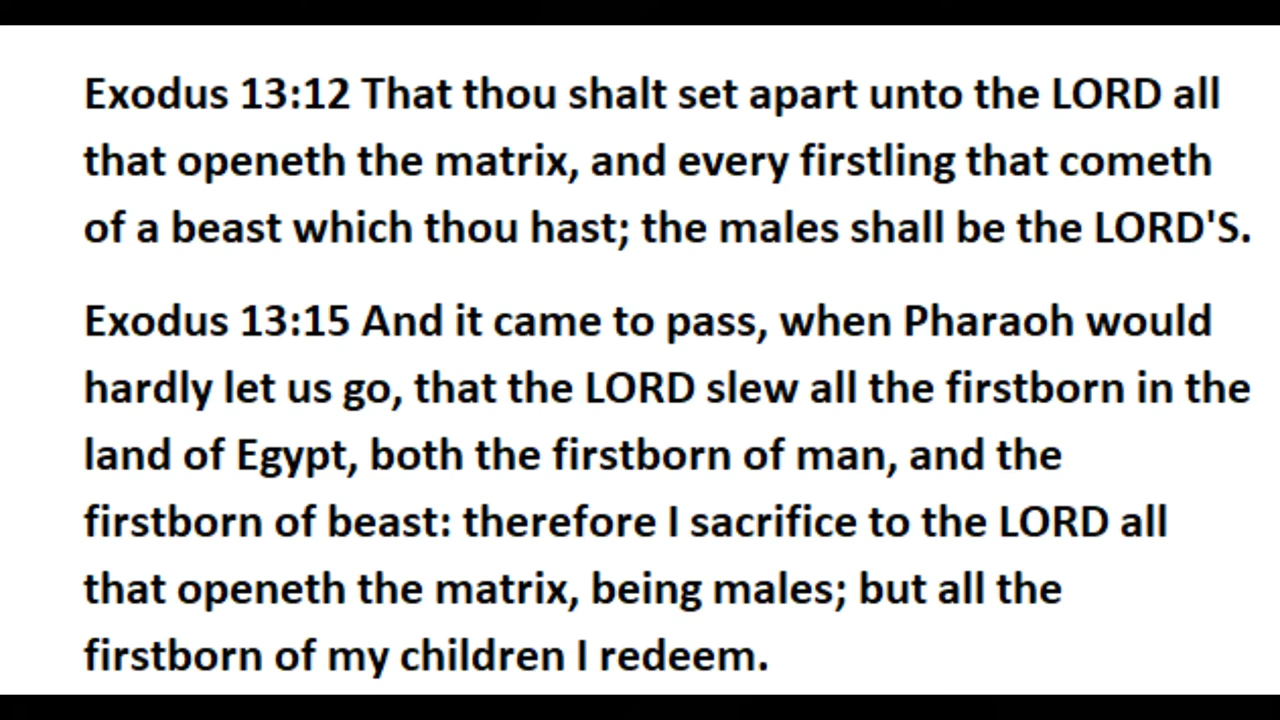 Exodus 13:12 That thou shalt set apart unto the LORD all
that openeth the matrix, and every firstling that cometh
of a beast which thou hast; the males shall be the LORD'S.
Exodus 13:15 And it came to pass, when Pharaoh would
hardly let us go, that the LORD slew all the firstborn in the
land of Egypt, both the firstborn of man, and the
firstborn of beast: therefore I sacrifice to the LORD all
that openeth the matrix, being males; but all the
firstborn of my children I redeem.